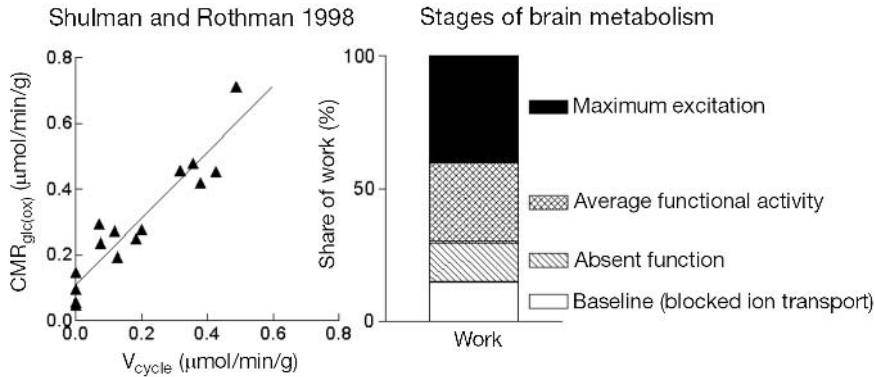 Shulman and Rothman 1998
0.8
0.6
0.4
0.2
0.0
0.0
0.2
0.4
0.6
0.8
CMRglc(ox) (μmol/min/g)
Vcycle (μmol/min/g)
Stages of brain metabolism
100
50
0
Share of work (%)
Work
Maximum excitation
Average functional activity
Absent function
Baseline (blocked ion transport)